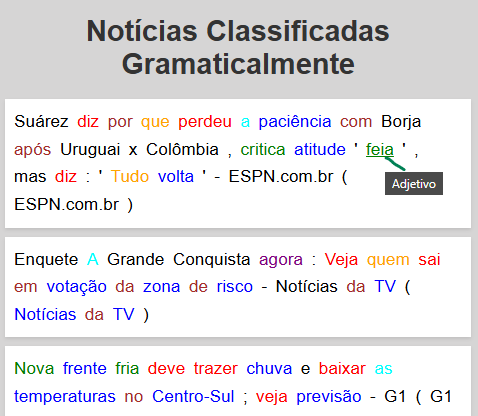 Notícias Classificadas
Gramaticalmente
Suárez diz por que perdeu a paciência com Borja
após Uruguai x Colômbia , critica atitude ' feia ' ,
mas diz : ' Tudo volta ' - ESPN.com.br (
Adjetivo
ESPN.com.br )
Enquete A Grande Conquista agora : Veja quem sai
em votação da zona de risco - Notícias da TV (
Notícias da TV )
Nova frente fria deve trazer chuva e baixar as
temperaturas no Centro-Sul ; veja previsão - G1 ( G1